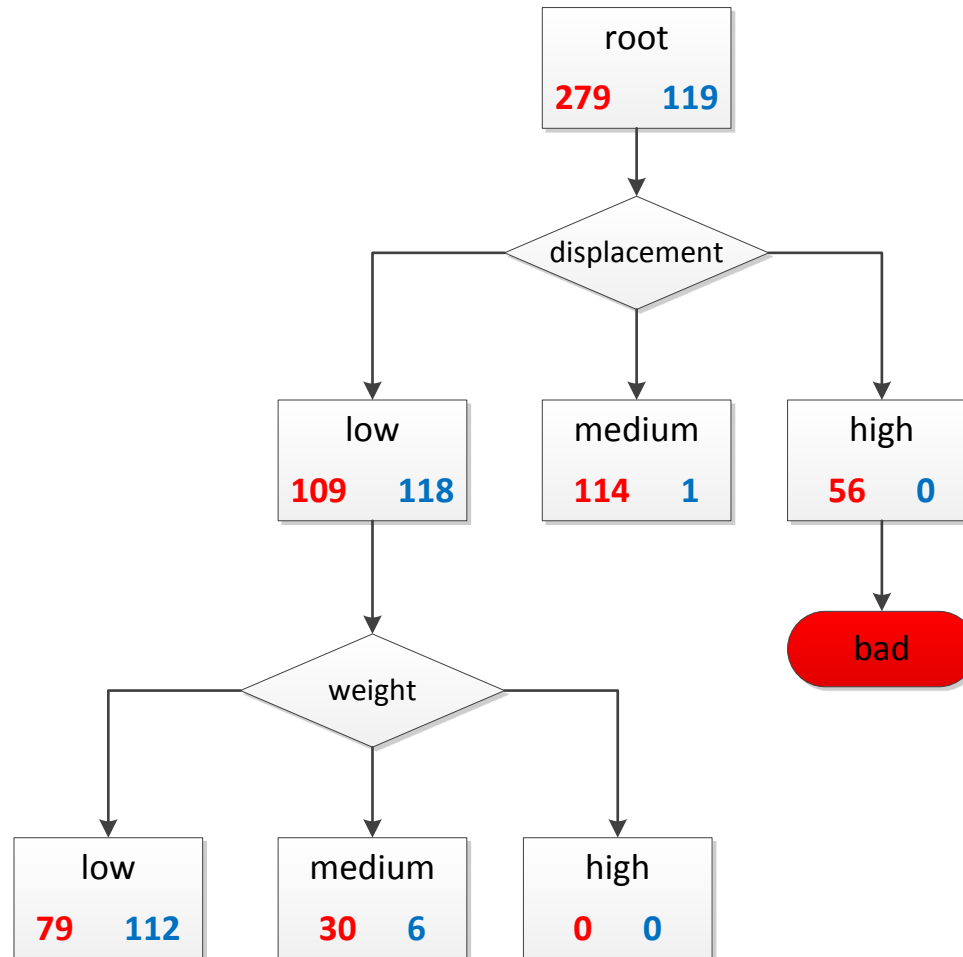 root
279 119
displacement
low medium high
109 118 114 1 56 0
bad
weight
low medium high
79 112 30 6 0 0